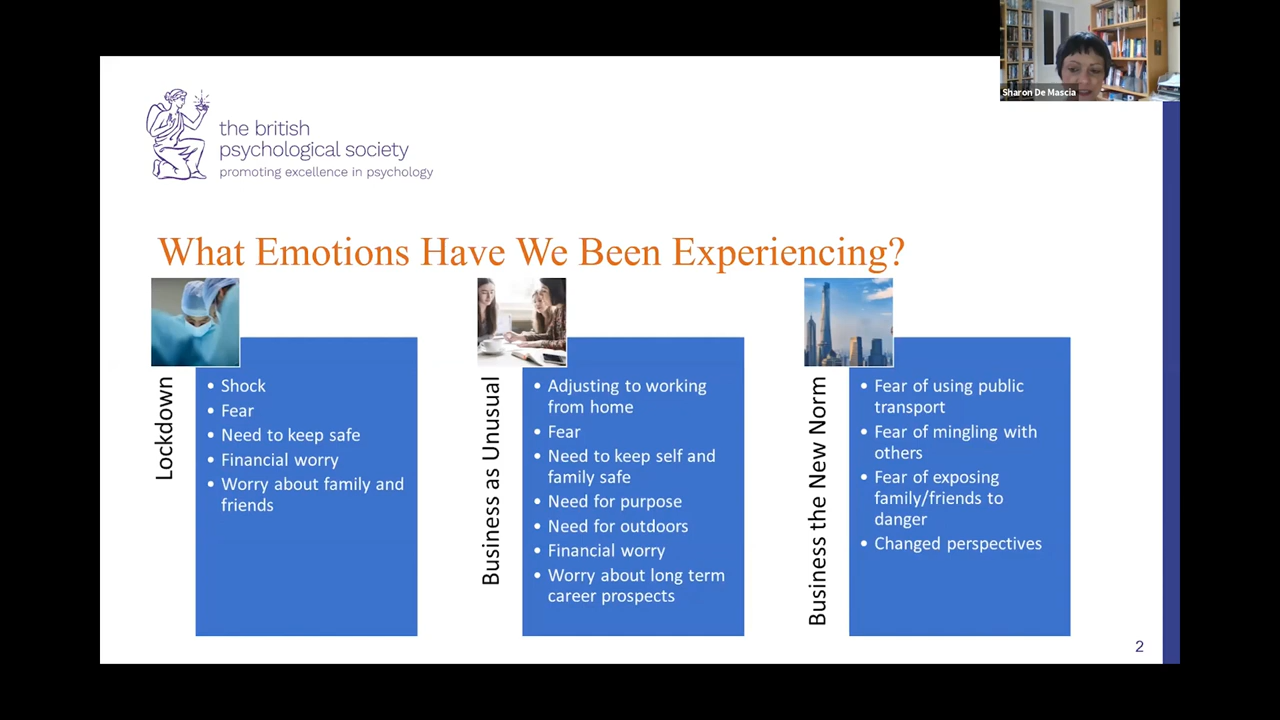 Sharon De Mascia
the british
psychological society
promoting excellence in psychology
What Emotions Have We Been Experiencing?
Lockdown
• Shock
• Fear
• Need to keep safe
• Financial worry
• Worry about family and
friends
Business as Unusual
• Adjusting to working
from home
• Fear
• Need to keep self and
family safe
• Need for purpose
• Need for outdoors
• Financial worry
• Worry about long term
career prospects
Business the New Norm
• Fear of using public
transport
• Fear of mingling with
others
• Fear of exposing
family/friends to
danger
• Changed perspectives
2